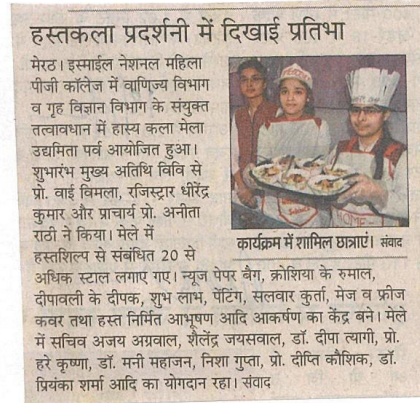 हस्तकला प्रदर्शनी में दिखाई प्रतिभा
मेरठ। इस्माईल नेशनल महिला
पीजी कॉलेज में वाणिज्य विभाग
व गृह विज्ञान विभाग के संयुक्त
तत्वावधान में हास्य कला मेला
उद्यमिता पर्व आयोजित हुआ।
शुभारंभ मुख्य अतिथि विवि से
प्रो. वाई विमला, रजिस्ट्रार धीरेंद्र
कुमार और प्राचार्य प्रो. अनीता
राठी ने किया। मेले में
हस्तशिल्प से संबंधित 20 से
अधिक स्टाल लगाए गए। न्यूज पेपर बैग, क्रोशिया के रुमाल,
दीपावली के दीपक, शुभ लाभ, पेंटिंग, सलवार कुर्ता, मेज व फ्रीज
कवर तथा हस्त निर्मित आभूषण आदि आकर्षण का केंद्र बने। मेले
में सचिव अजय अग्रवाल, शैलेंद्र जयसवाल, डॉ. दीपा त्यागी, प्रो.
हरे कृष्णा, डॉ. मनी महाजन, निशा गुप्ता, प्रो. दीप्ति कौशिक, डॉ.
प्रियंका शर्मा आदि का योगदान रहा। संवाद
HOME
कार्यक्रम में शामिल छात्राएं। संवाद